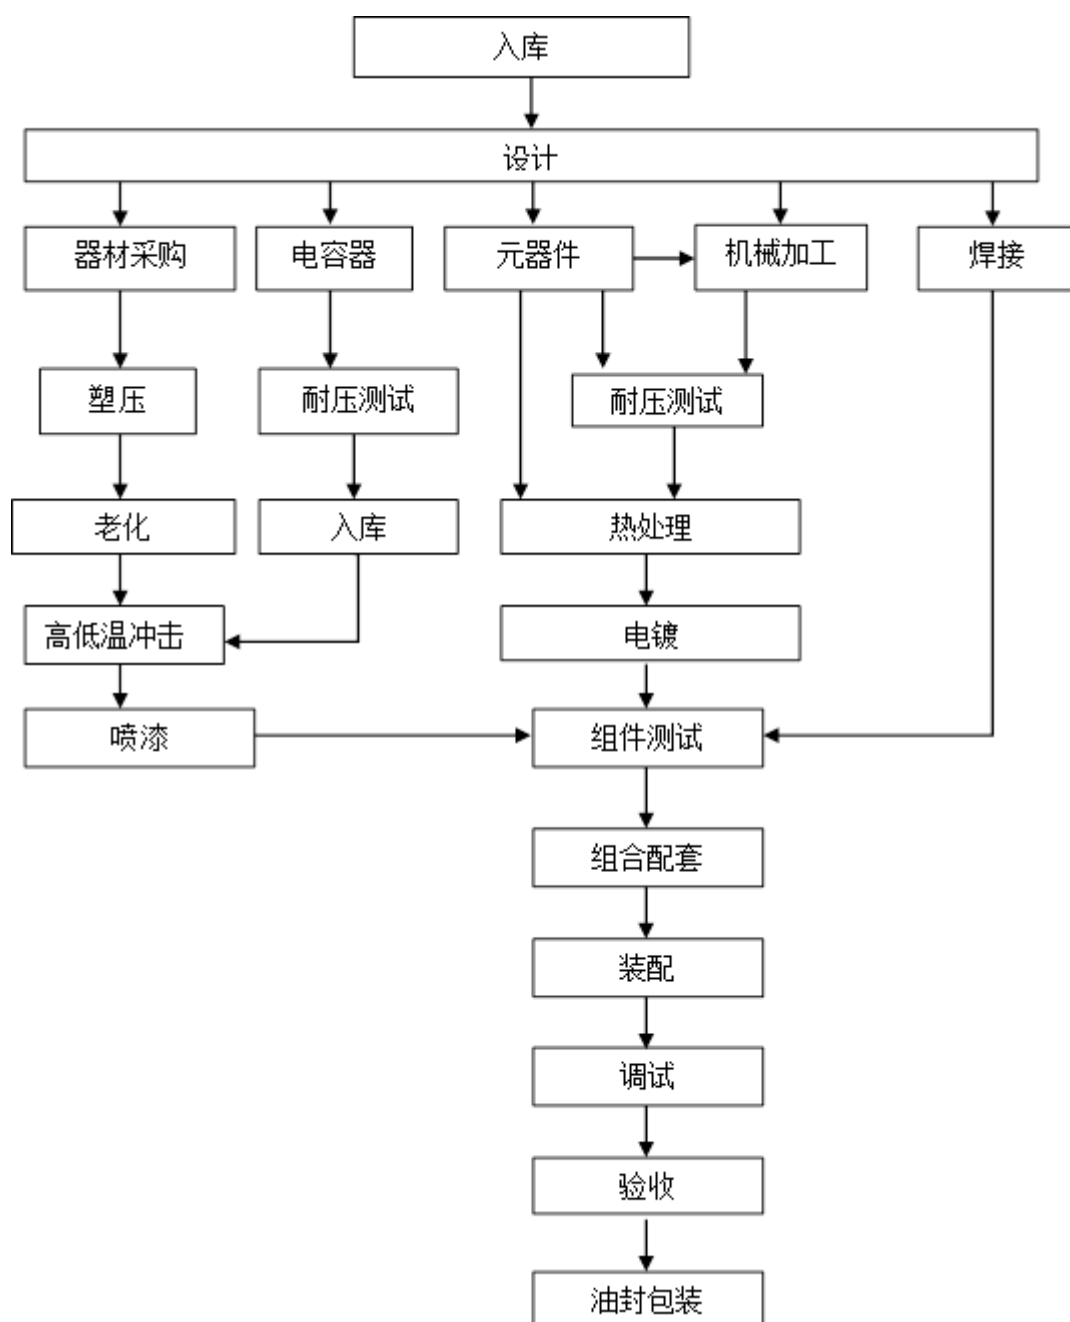 入库
设计
器材采购
电容器
元器件
机械加工
焊接
塑压
耐压测试
耐压测试
老化
入库
热处理
高低温冲击
电镀
喷漆
组件测试
组合配套
装配
调试
验收
油封包装